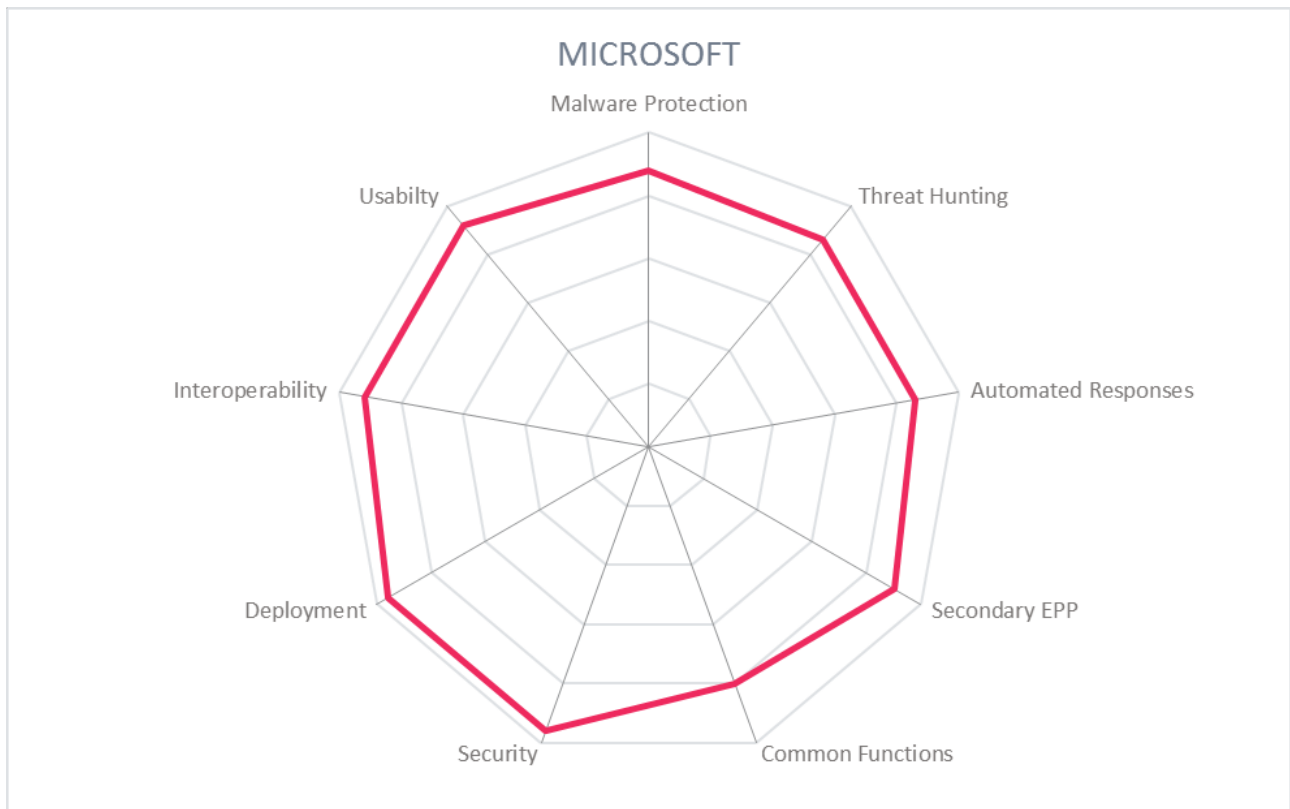 MICROSOFT
Malware Protection
Usabilty
Threat Hunting
Interoperability
Automated Responses
Deployment
Secondary EPP
Security
Common Functions